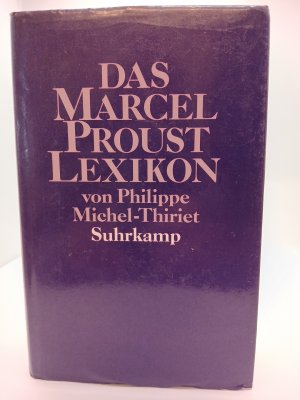 DAS
MARCEL
PROUST
LEXIKON
von Philippe
Michel-Thiriet
Suhrkamp